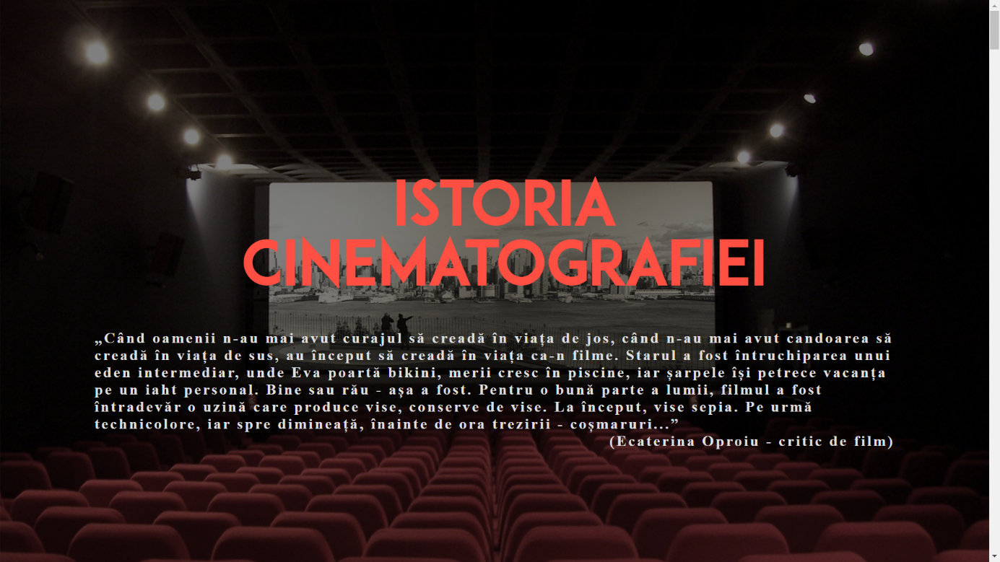 ISTORIA
CINEMATOGRAFIEI
„Când oamenii n-au mai avut curajul să creadă în viața de jos, când n-au mai avut candoarea să
creadă în viața de sus, au început să creadă în viața ca-n filme. Starul a fost întruchiparea unui
eden intermediar, unde Eva poartă bikini, merii cresc în piscine, iar șarpele își petrece vacanța
pe un iaht personal. Bine sau rău - așa a fost. Pentru o bună parte a lumii, filmul a fost
întradevăr o uzină care produce vise, conserve de vise. La început, vise sepia. Pe urmă
technicolore, iar spre dimineață, înainte de ora trezirii - coșmaruri...”
(Ecaterina Oproiu - critic de film)